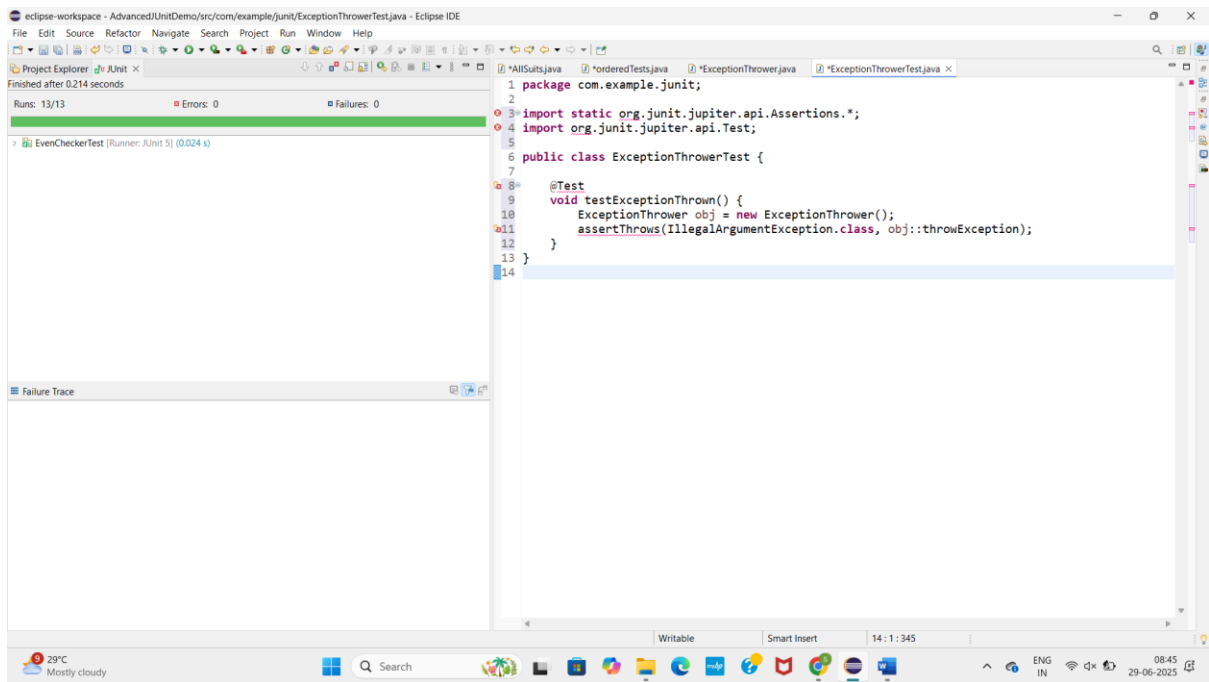 eclipse-workspace - AdvancedJUnitDemo/src/com/example/junit/ExceptionThrowerTest.java - Eclipse IDE
File Edit Source Refactor Navigate Search Project Run Window Help
Project Explorer JUnit
*AllSuits.java *orderedTests.java *ExceptionThrower.java *ExceptionThrowerTest.java
Finished after 0.214 seconds
Runs: 13/13 Errors: 0 Failures: 0
EvenCheckerTest [Runner: JUnit 5] (0.024 s)
Failure Trace
1 package com.example.junit;
2
3 import static org.junit.jupiter.api.Assertions.*;
4 import org.junit.jupiter.api.Test;
5
6 public class ExceptionThrowerTest {
7
8 @Test
9 void testExceptionThrown() {
10 ExceptionThrower obj = new ExceptionThrower();
11 assertThrows(IllegalArgumentException.class, obj::throwException);
12 }
13 }
14
Writable Smart Insert 14 : 1 : 345
9 29°C
Mostly cloudy
Search
ENG
IN
08:45
29-06-2025